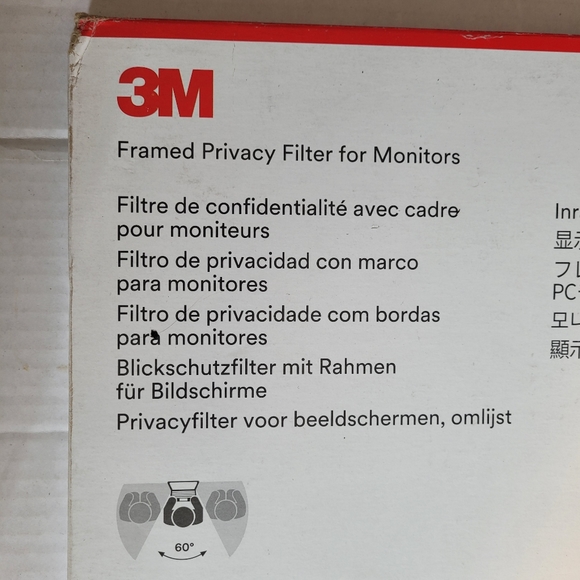 3M
Framed Privacy Filter for Monitors
Filtre de confidentialité avec cadre
pour moniteurs
Filtro de privacidad con marco
para monitores
Filtro de privacidade com bordas
para monitores
Blickschutzfilter mit Rahmen
für Bildschirme
Privacyfilter voor beeldschermen, omlijst
60°